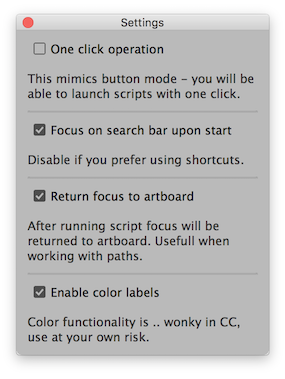 Settings
One click operation
This mimics button mode - you will be
able to launch scripts with one click.
Focus on search bar upon start
Disable if you prefer using shortcuts.
Return focus to artboard
After running script focus will be
returned to artboard. Usefull when
working with paths.
Enable color labels
Color functionality is .. wonky in CC,
use at your own risk.